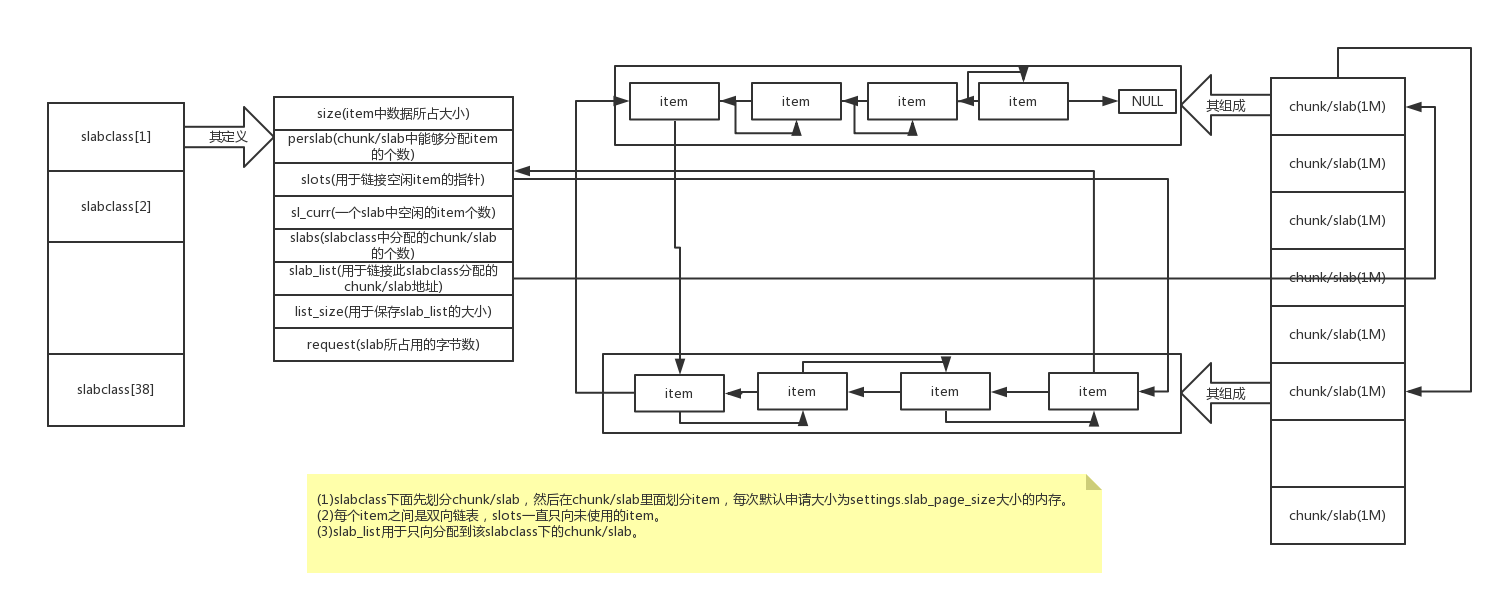 slabclass[1]
slabclass[2]
slabclass[38]
其定义
size(item中数据所占大小)
perslab(chunk/slab中能够分配item
的个数)
slots(用于链接空闲item的指针)
sl_curr(一个slab中空闲的item个数)
slabs(slabclass中分配的chunk/slab
的个数)
slab_list(用于链接此slabclass分配的
chunk/slab地址)
list_size(用于保存slab_list的大小)
request(slab所占用的字节数)
item
item
item
item
NULL
其组成
item
item
item
item
其组成
chunk/slab(1M)
chunk/slab(1M)
chunk/slab(1M)
chunk/slab(1M)
chunk/slab(1M)
chunk/slab(1M)
chunk/slab(1M)
(1)slabclass下面先划分chunk/slab，然后在chunk/slab里面划分item，每次默认申请大小为settings.slab_page_size大小的内存。
(2)每个item之间是双向链表，slots一直只向未使用的item。
(3)slab_list用于只向分配到该slabclass下的chunk/slab。